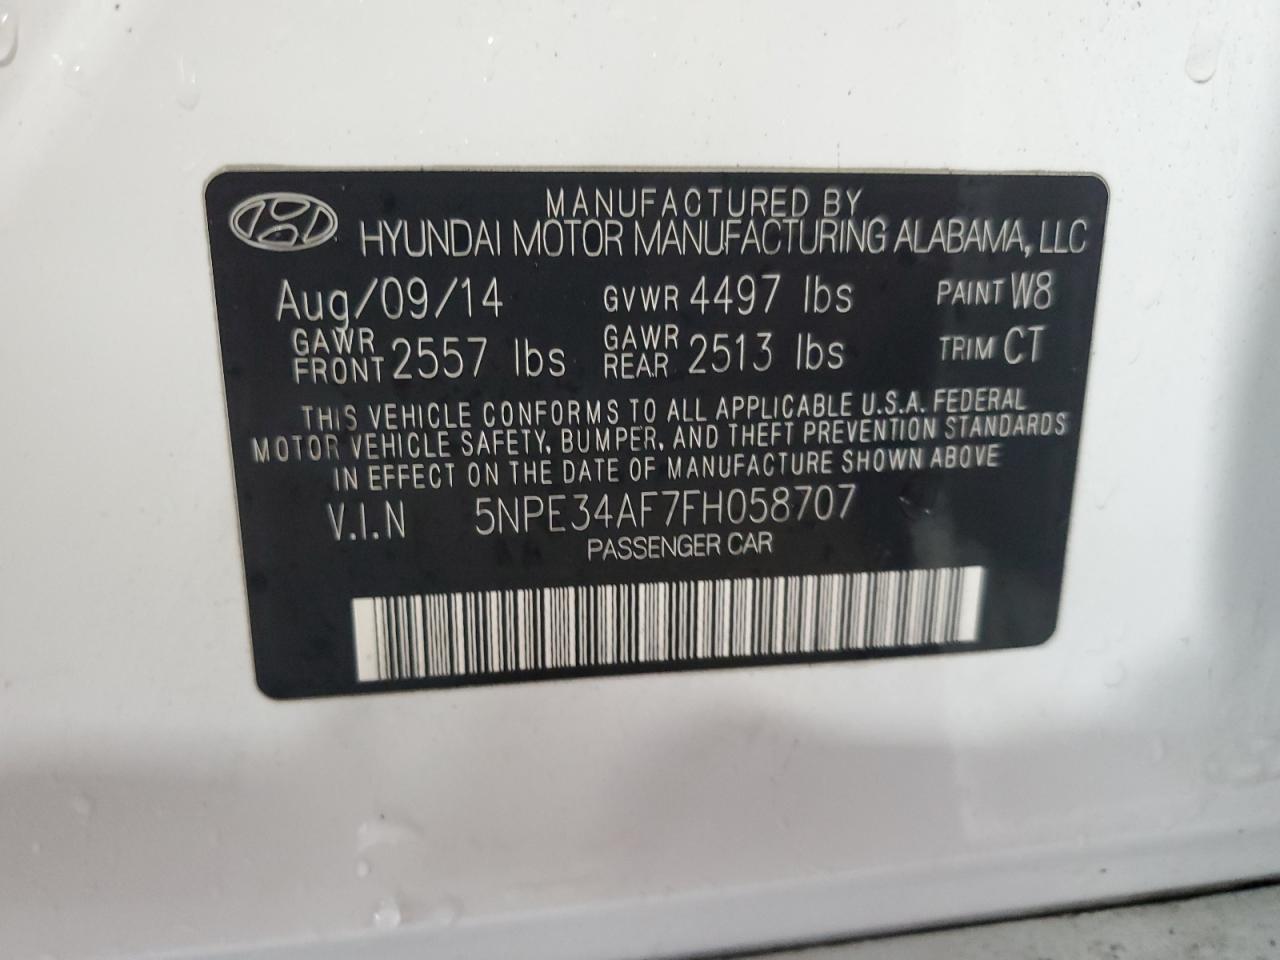 MANUFACTURED BY
HYUNDAI MOTOR MANUFACTURING ALABAMA, LLC
Aug/09/14 GVWR 4497 lbs PAINT W8
GAWR FRONT 2557 lbs GAWR REAR 2513 lbs TRIM CT
THIS VEHICLE CONFORMS TO ALL APPLICABLE U.S.A. FEDERAL
MOTOR VEHICLE SAFETY, BUMPER, AND THEFT PREVENTION STANDARDS
IN EFFECT ON THE DATE OF MANUFACTURE SHOWN ABOVE
V.I.N 5NPE34AF7FH058707
PASSENGER CAR